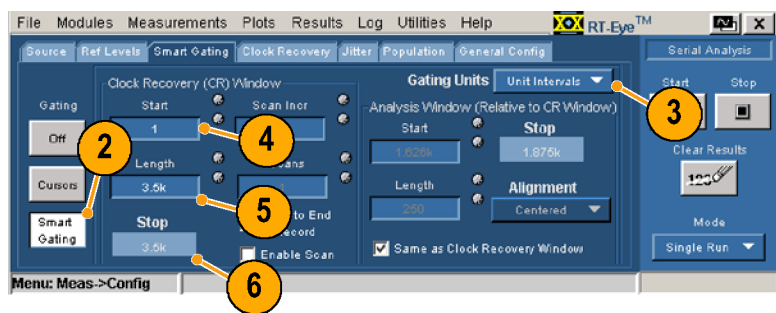 File Modules Measurements Plots Results Log Utilities Help RT-Eye™ X
Source Ref Levels Smart Gating Clock Recovery Jitter Population General Config Serial Analysis
Clock Recovery (CR) Window Gating Units Unit Intervals Start Stop
Gating Start Scan Incr Analysis Window (Relative to CR Window) 3
Off 1 4 Start Stop
2 1.626k 1.875k Clear Results
Length 123
Cursors 3.5k Length Alignment
5 250 Centered Mode
Smart Gating Stop to End
3.5k Enable Scan Same as Clock Recovery Window Single Run
6
Menu: Meas->Config